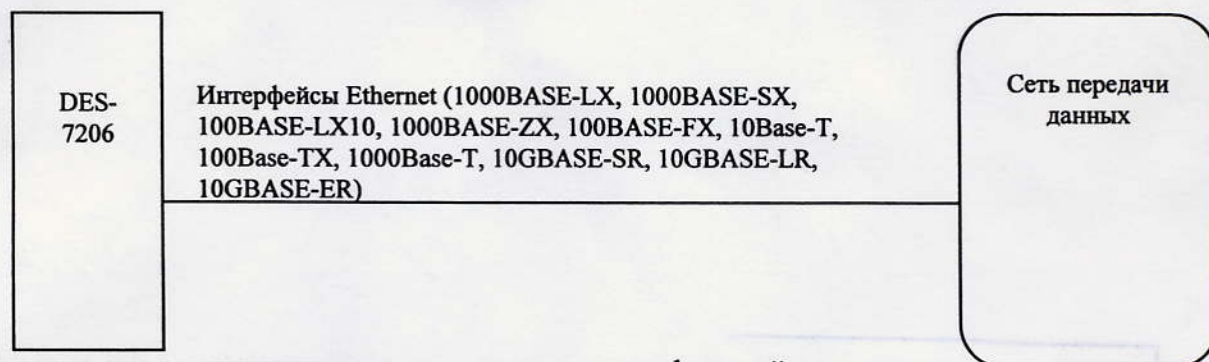 DES-
7206
Интерфейсы Ethernet (1000BASE-LX, 1000BASE-SX,
100BASE-LX10, 1000BASE-ZX, 100BASE-FX, 10Base-T,
100Base-TX, 1000Base-T, 10GBASE-SR, 10GBASE-LR,
10GBASE-ER)
Сеть передачи
данных